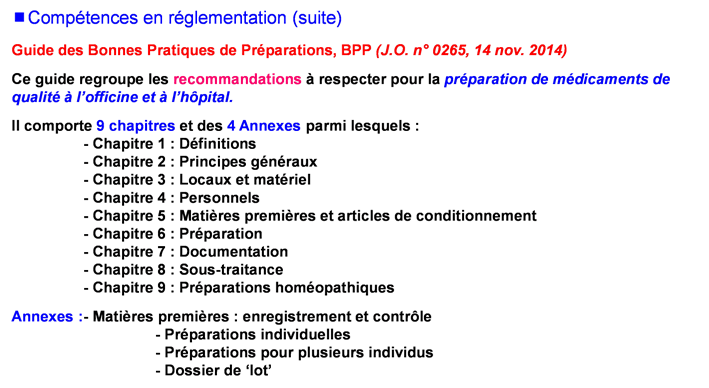 Compétences en réglementation (suite)
Guide des Bonnes Pratiques de Préparations, BPP (J.O. n° 0265, 14 nov. 2014)
Ce guide regroupe les recommandations à respecter pour la préparation de médicaments de
qualité à l'officine et à l'hôpital.
Il comporte 9 chapitres et des 4 Annexes parmi lesquels :
- Chapitre 1 : Définitions
- Chapitre 2 : Principes généraux
- Chapitre 3 : Locaux et matériel
- Chapitre 4 : Personnels
- Chapitre 5 : Matières premières et articles de conditionnement
- Chapitre 6 : Préparation
- Chapitre 7 : Documentation
- Chapitre 8 : Sous-traitance
- Chapitre 9 : Préparations homéopathiques
Annexes :- Matières premières : enregistrement et contrôle
- Préparations individuelles
- Préparations pour plusieurs individus
- Dossier de 'lot'